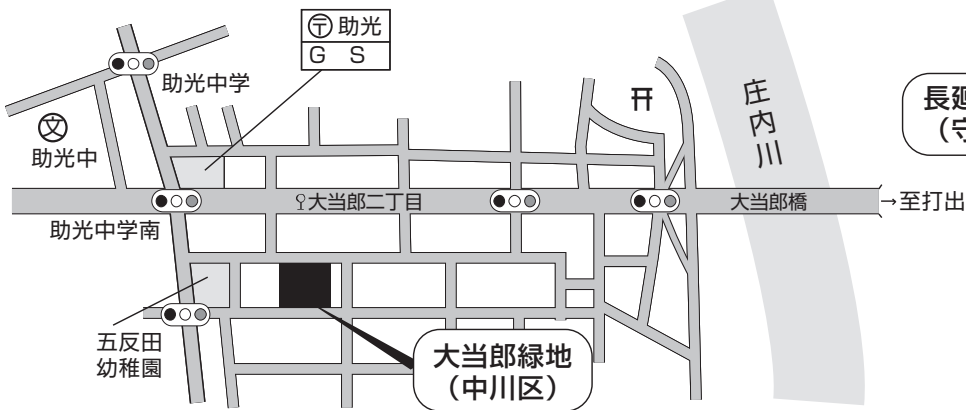 〒助光
G S
助光中学
文
助光中
庄内川
長廻
（守
大当郎二丁目
大当郎橋
→至打出
助光中学南
五反田
幼稚園
大当郎緑地
（中川区）